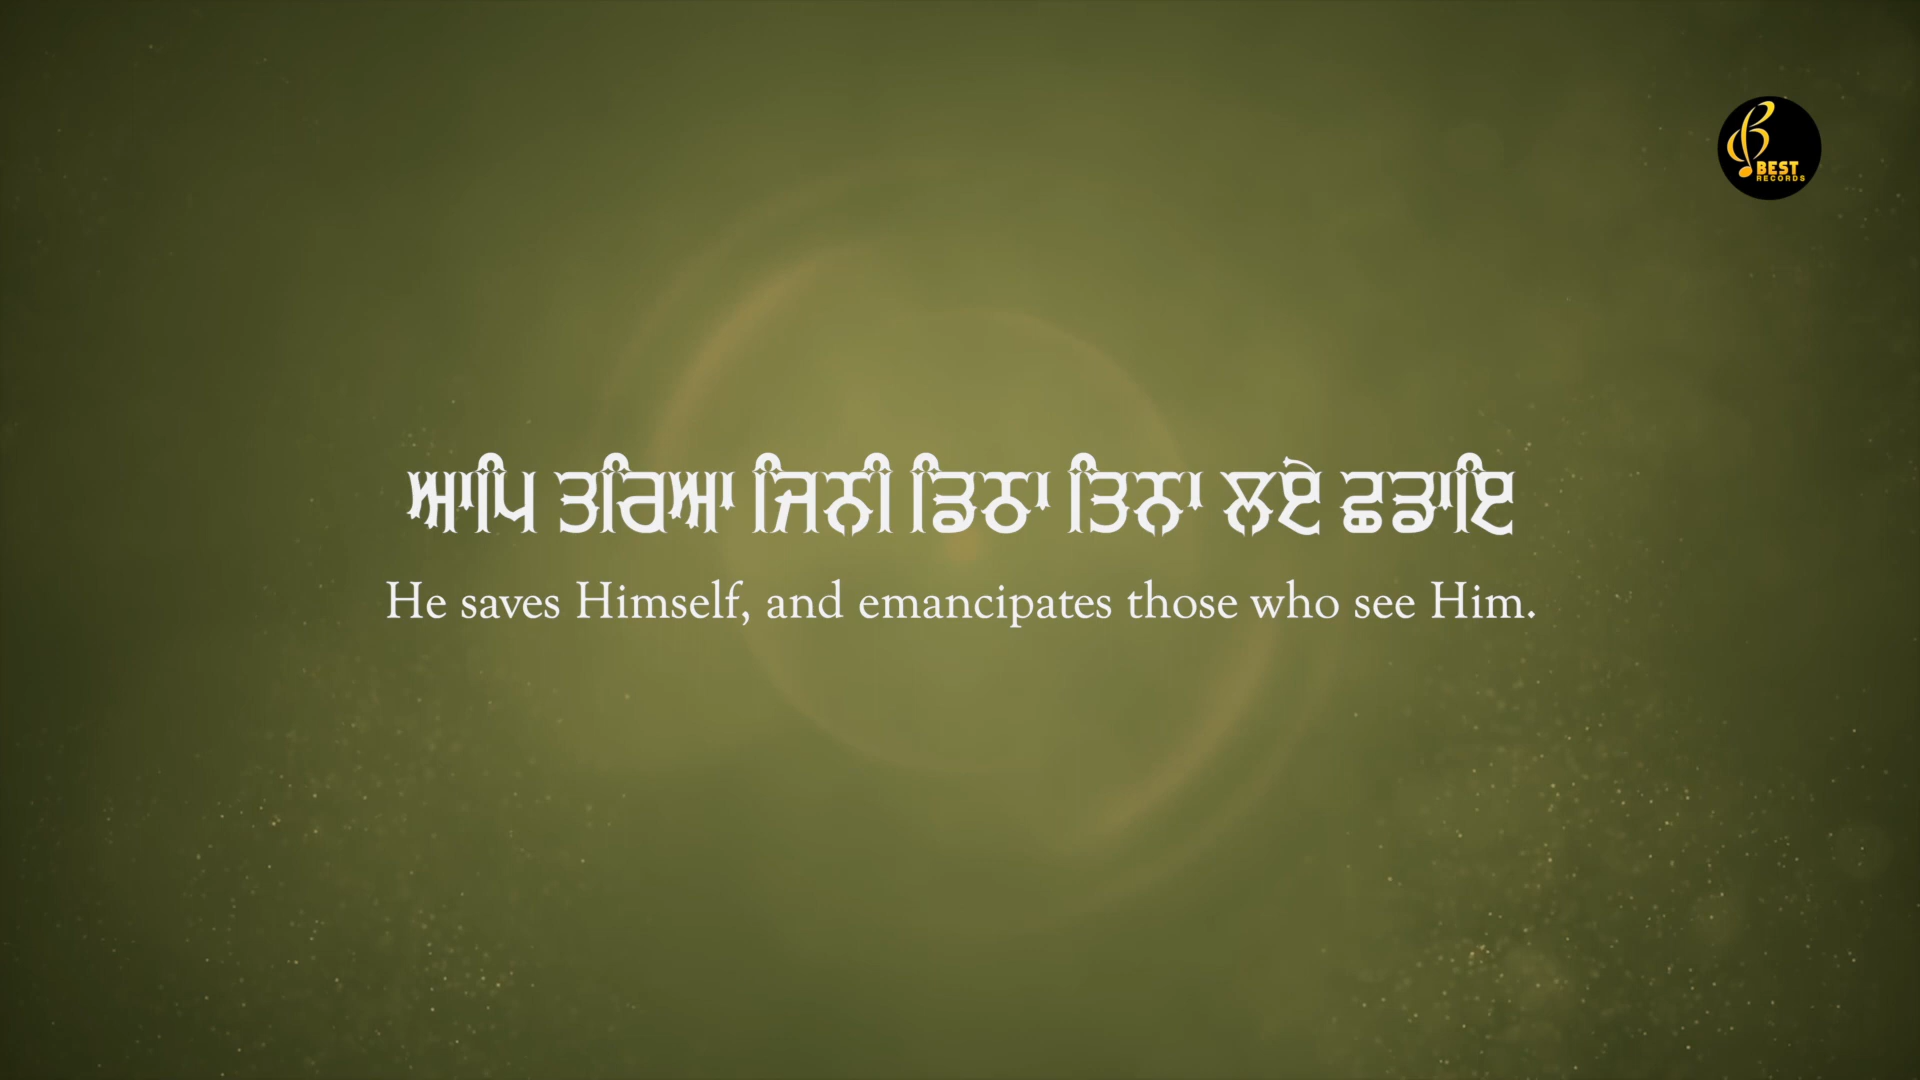 BEST
RECORDS
ਆਪਿ ਤਰਿਆ ਜਿਨੀ ਡਿਠਾ ਤਿਨਾ ਲਏ ਛਡਾਇ
He saves Himself, and emancipates those who see Him.